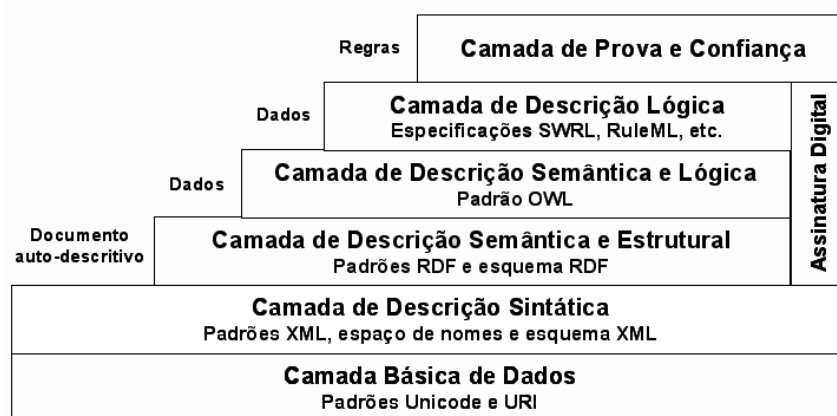 Regras
Camada de Prova e Confiança
Dados
Camada de Descrição Lógica
Especificações SWRL, RuleML, etc.
Dados
Camada de Descrição Semântica e Lógica
Padrão OWL
Documento
auto-descritivo
Camada de Descrição Semântica e Estrutural
Padrões RDF e esquema RDF
Assinatura Digital
Camada de Descrição Sintática
Padrões XML, espaço de nomes e esquema XML
Camada Básica de Dados
Padrões Unicode e URI